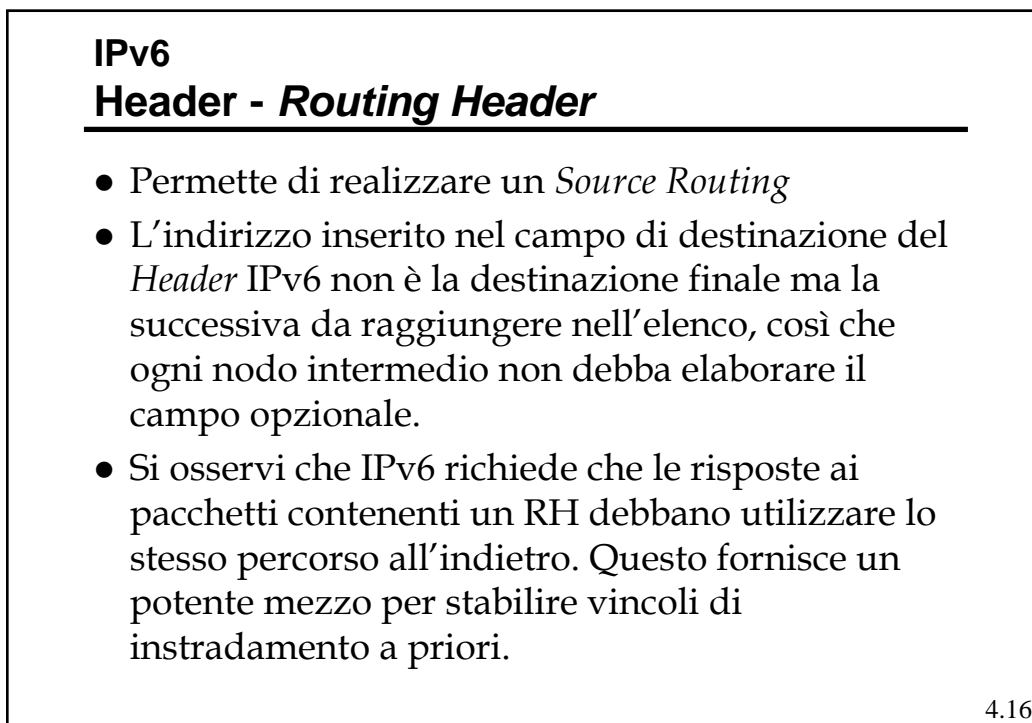 IPv6
Header - Routing Header
● Permette di realizzare un Source Routing
● L'indirizzo inserito nel campo di destinazione del
Header IPv6 non è la destinazione finale ma la
successiva da raggiungere nell'elenco, così che
ogni nodo intermedio non debba elaborare il
campo opzionale.
● Si osservi che IPv6 richiede che le risposte ai
pacchetti contenenti un RH debbano utilizzare lo
stesso percorso all'indietro. Questo fornisce un
potente mezzo per stabilire vincoli di
instradamento a priori.
4.16